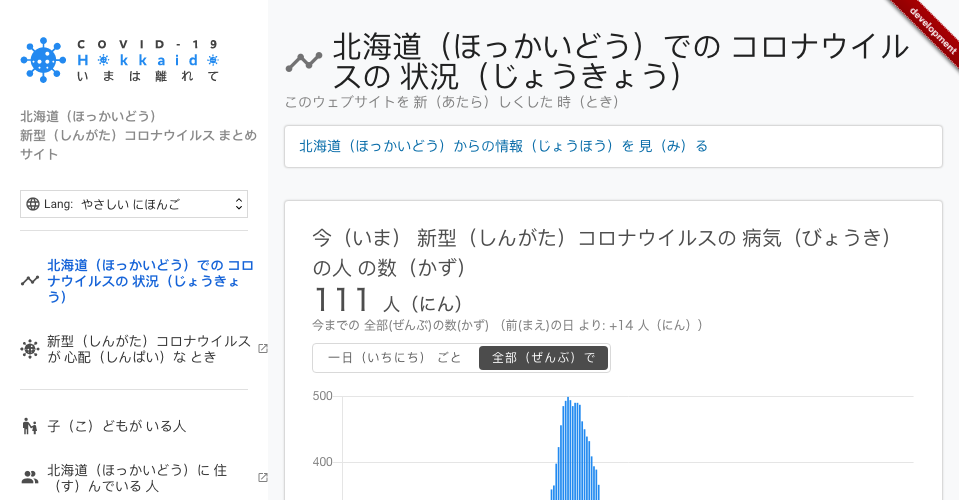 COVID-19
Hokkaido
いまは離れて
北海道（ほっかいどう）
新型（しんがた）コロナウイルス まとめ
サイト
Lang: やさしい にほんご
北海道（ほっかいどう）での コロ
ナウイルスの 状況（じょうきょ
う）
新型（しんがた）コロナウイルス
が 心配（しんぱい）な とき
子（こ）どもが いる人
北海道（ほっかいどう）に 住
（す）んでいる 人
development
北海道（ほっかいどう）での コロナウイル
スの 状況（じょうきょう）
このウェブサイトを 新（あたら）しくした 時（とき）
北海道（ほっかいどう）からの情報（じょうほう）を 見（み）る
今（いま） 新型（しんがた）コロナウイルスの 病気（びょうき）
の人 の数（かず）
111 人（にん）
今までの 全部(ぜんぶ)の数(かず) （前(まえ)の日 より: +14 人（にん））
一日（いちにち） ごと
全部（ぜんぶ）で
500
400